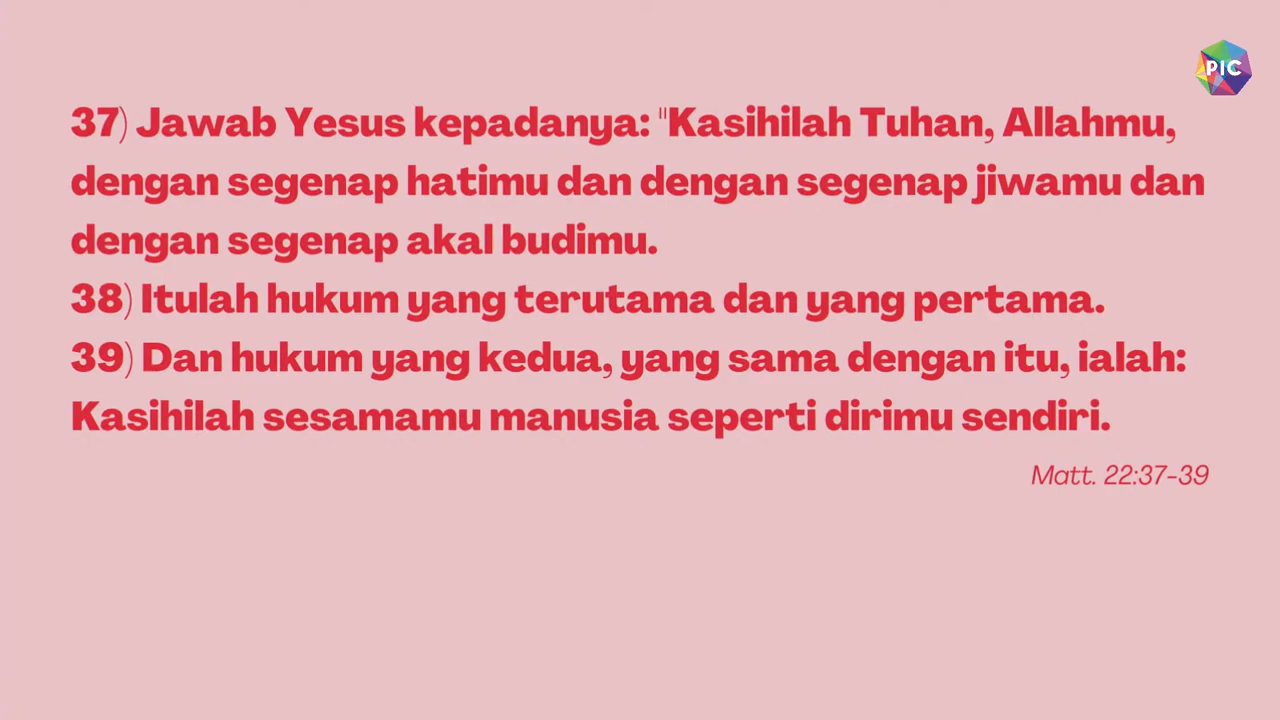 PIC
37) Jawab Yesus kepadanya: "Kasihilah Tuhan, Allahmu,
dengan segenap hatimu dan dengan segenap jiwamu dan
dengan segenap akal budimu.
38) Itulah hukum yang terutama dan yang pertama.
39) Dan hukum yang kedua, yang sama dengan itu, ialah:
Kasihilah sesamamu manusia seperti dirimu sendiri.
Matt. 22:37-39